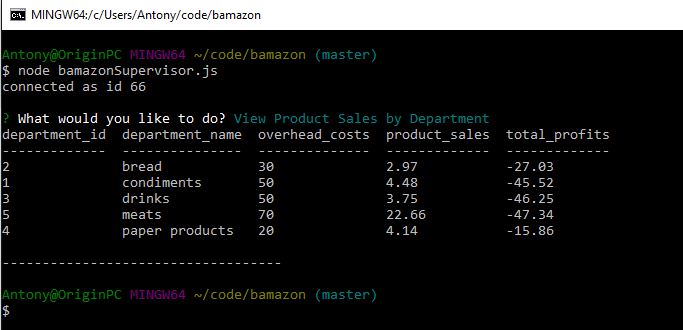 MINGW64:/c/Users/Antony/code/bamazon
Antony@OriginPC MINGW64 ~/code/bamazon (master)
$ node bamazonSupervisor.js
connected as id 66
? What would you like to do? View Product Sales by Department
department_id  department_name  overhead_costs  product_sales  total_profits
-------------  ---------------  --------------  -------------  -------------
2              bread            30              2.97           -27.03
1              condiments       50              4.48           -45.52
3              drinks           50              3.75           -46.25
5              meats            70              22.66          -47.34
4              paper products   20              4.14           -15.86
-----------------------------------
Antony@OriginPC MINGW64 ~/code/bamazon (master)
$